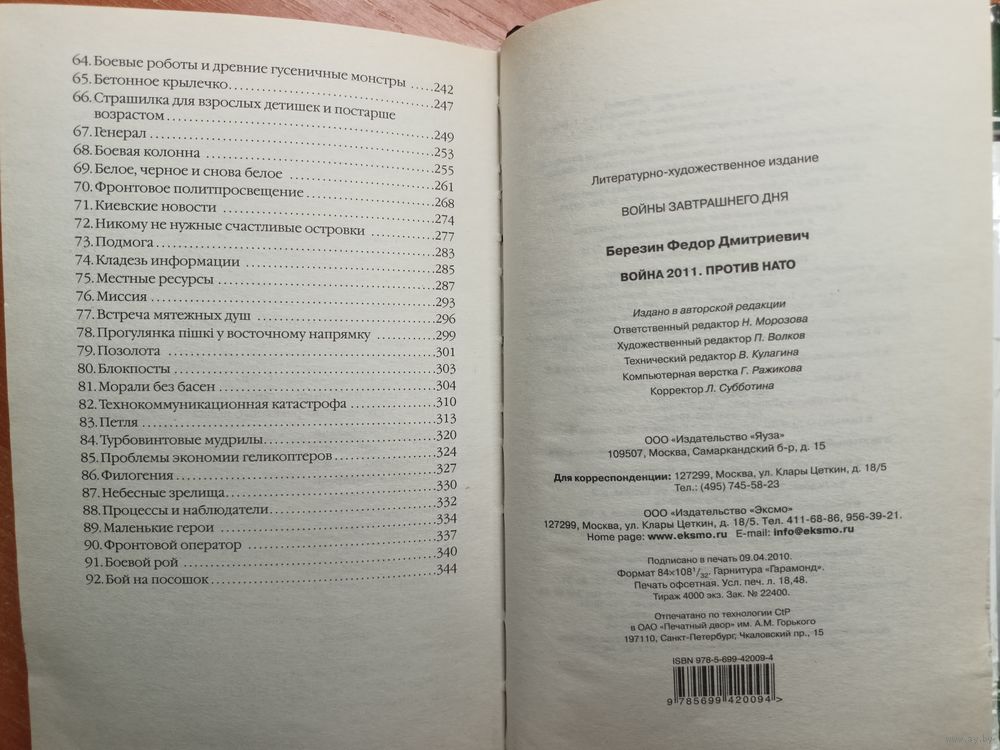 64. Боевые роботы и древние гусеничные монстры .....242
65. Бетонное крылечко...................................247
66. Страшилка для взрослых детишек и постарше
возрастом..........................................249
67. Генерал ..............................................253
68. Боевая колонна ......................................255
69. Белое, черное и снова белое .........................261
70. Фронтовое политпросвещение .........................268
71. Киевские новости ....................................274
72. Никому не нужные счастливые островки .............277
73. Подмога..............................................283
74. Кладезь информации .................................285
75. Местные ресурсы ....................................287
76. Миссия ..............................................293
77. Встреча мятежных душ ..............................296
78. Прогулянка пішкі у восточному напрямку ...........299
79. Позолота ............................................301
80. Блокпосты ...........................................303
81. Морали без басен ....................................304
82. Технокоммуникационная катастрофа .................310
83. Петля ...............................................313
84. Турбовинтовые мудрилы..............................320
85. Проблемы экономии геликоптеров ...................324
86. Филогения ...........................................327
87. Небесные зрелища....................................330
88. Процессы и наблюдатели.............................332
89. Маленькие герои ....................................334
90. Фронтовой оператор .................................337
91. Боевой рой ..........................................340
92. Бой на посошок......................................344
Литературно-художественное издание
ВОЙНЫ ЗАВТРАШНЕГО ДНЯ
Березин Федор Дмитриевич
ВОЙНА 2011. ПРОТИВ НАТО
Издано в авторской редакции
Ответственный редактор Н. Морозова
Художественный редактор П. Волков
Технический редактор В. Кулагина
Компьютерная верстка Г. Ражикова
Корректор Л. Субботина
ООО «Издательство «Яуза»
109507, Москва, Самаркандский б-р, д. 15
Для корреспонденции: 127299, Москва, ул. Клары Цеткин, д. 18/5
Тел.: (495) 745-58-23
ООО «Издательство «Эксмо»
127299, Москва, ул. Клары Цеткин, д. 18/5. Тел. 411-68-86, 956-39-21.
Home page: www.eksmo.ru E-mail: info@eksmo.ru
Подписано в печать 09.04.2010.
Формат 84×108 1/32. Гарнитура «Гарамонд».
Печать офсетная. Усл. печ. л. 18,48.
Тираж 4000 экз. Зак. № 22400.
Отпечатано по технологии CtP
в ОАО «Печатный двор» им. А.М. Горького
197110, Санкт-Петербург, Чкаловский пр., 15
ISBN 978-5-699-42009-4
9 785699 420094 >
www.ay.by